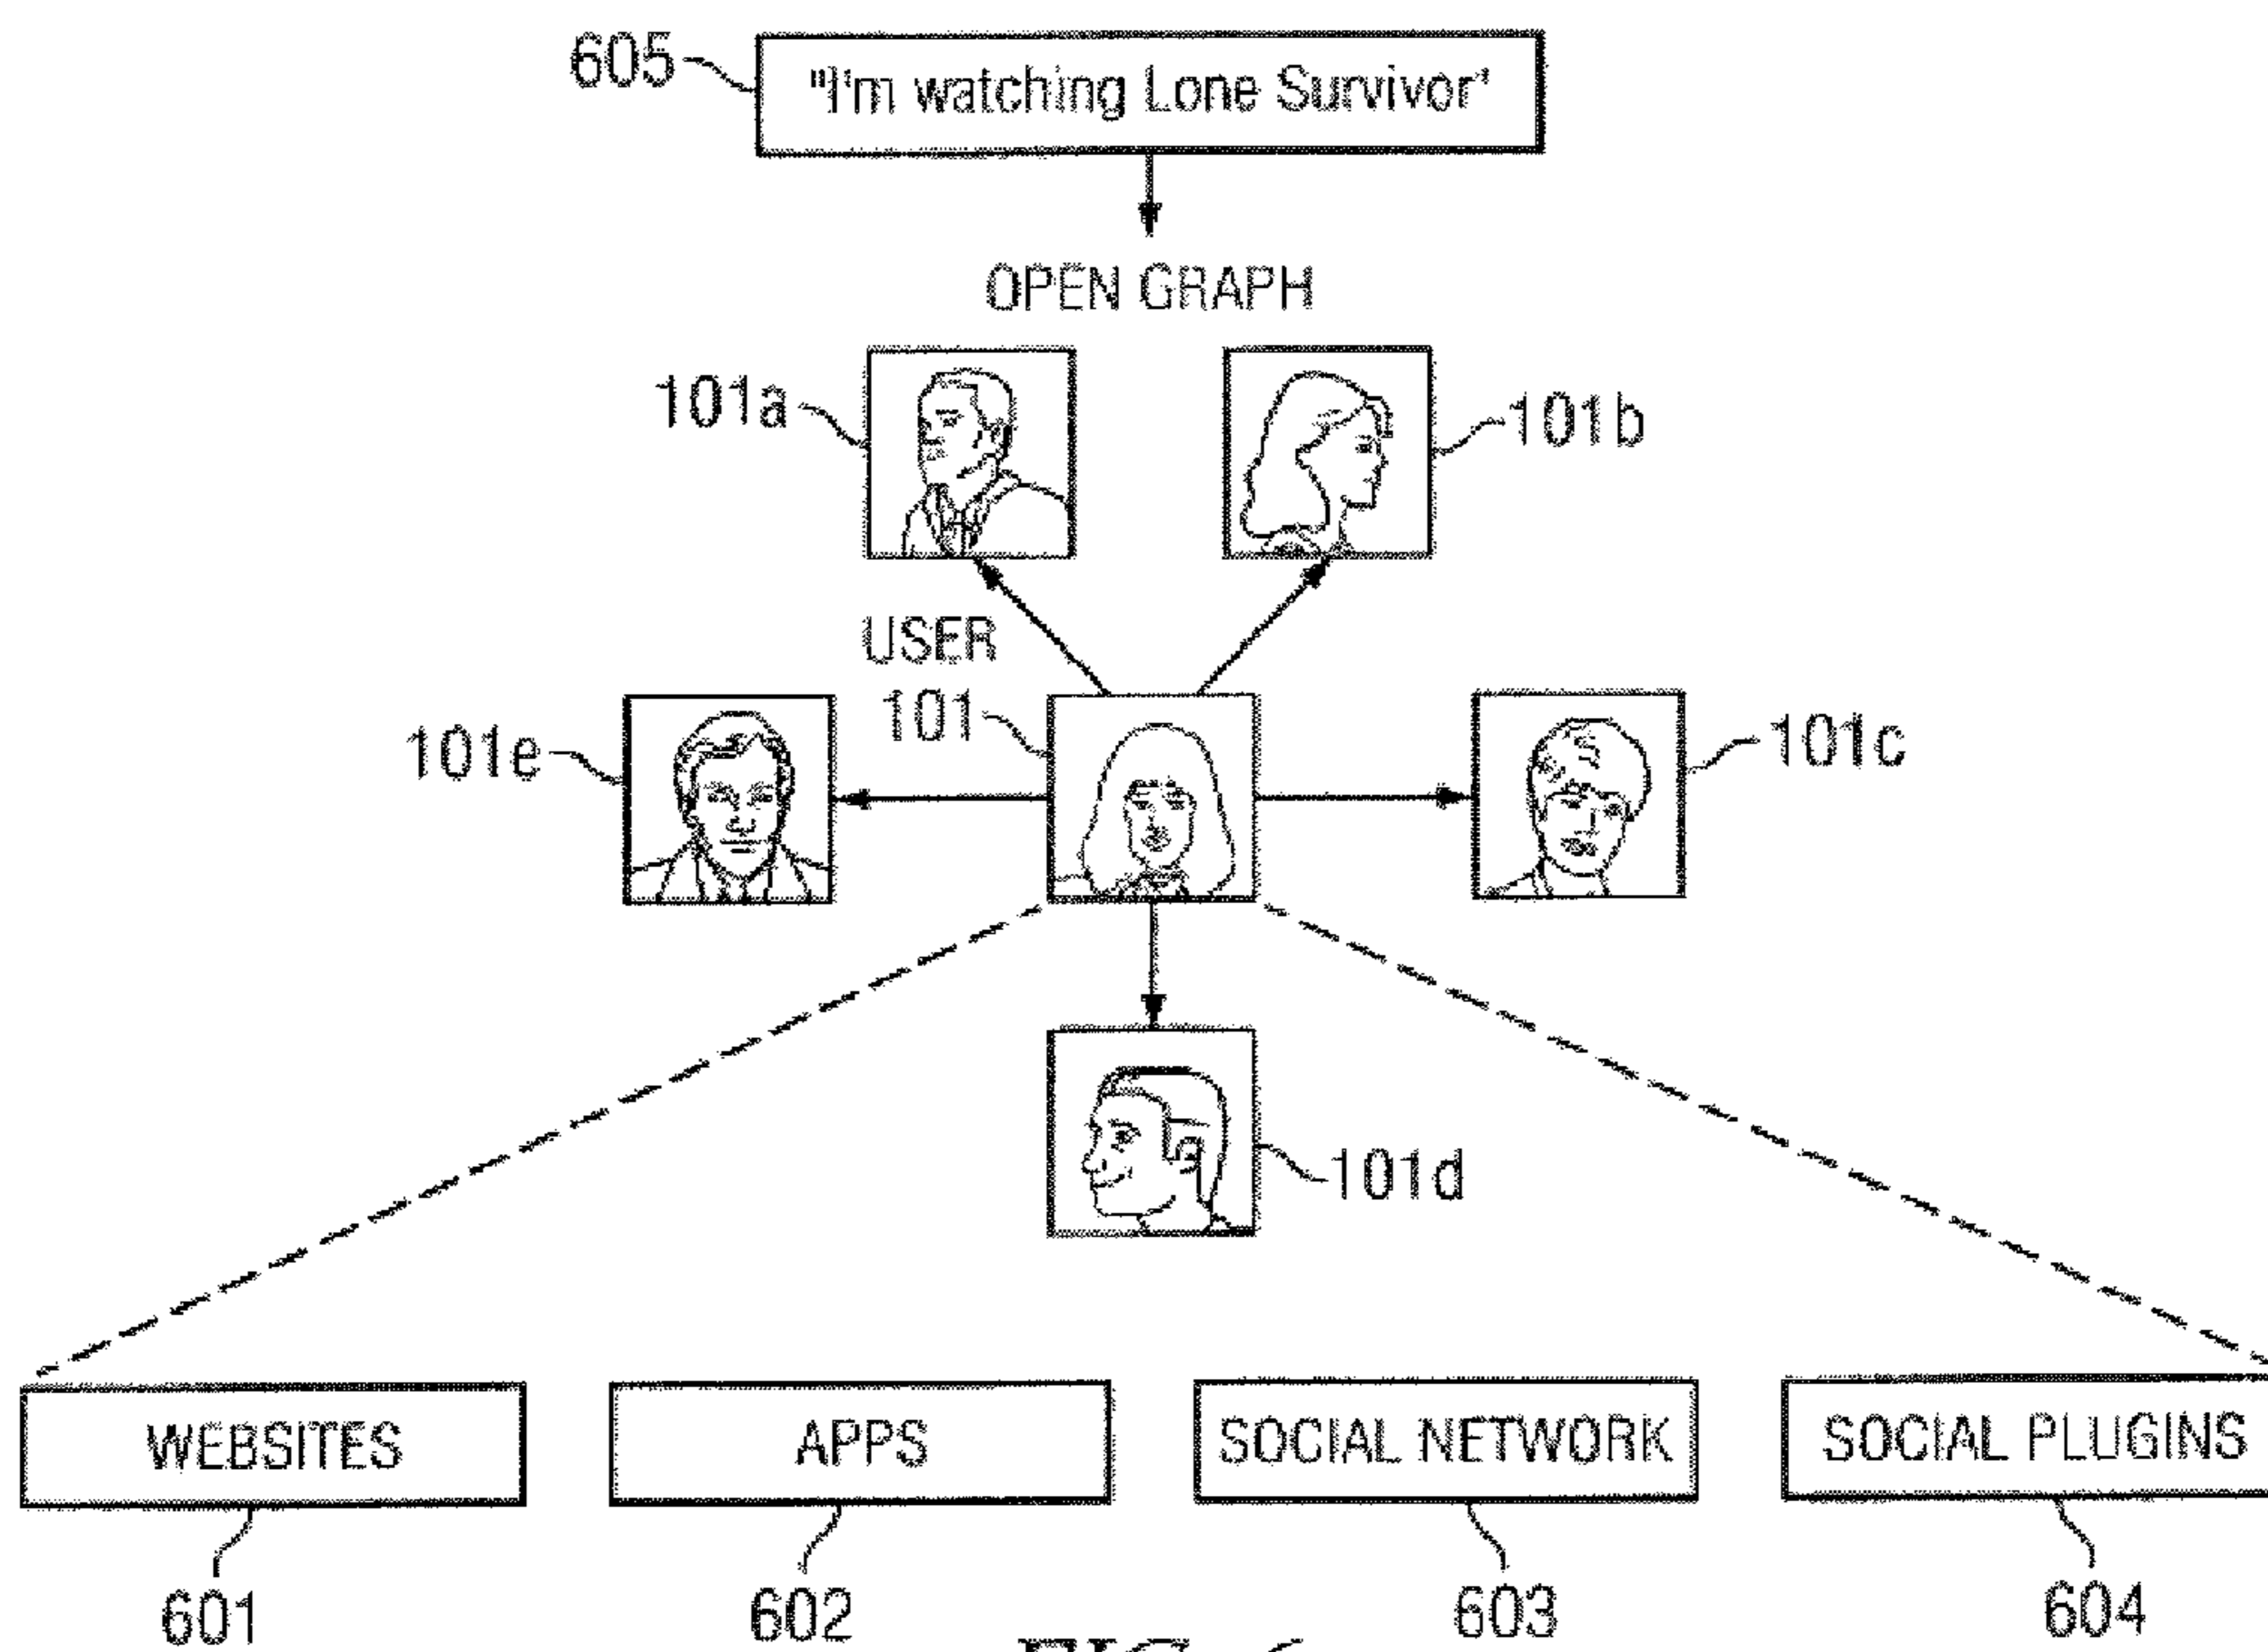 605 "I'm watching Lone Survivor"
OPEN GRAPH
101a
101b
USER
101
101e
101c
101d
WEBSITES
APPS
SOCIAL NETWORK
SOCIAL PLUGINS
601
602
603
604